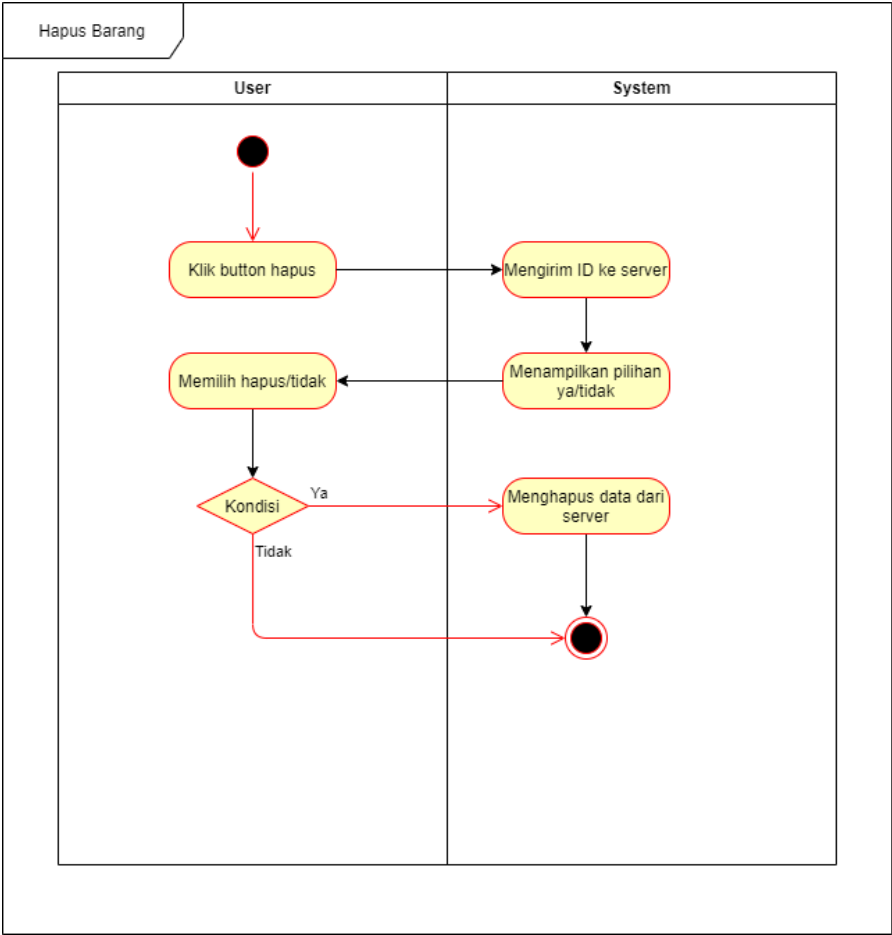 Hapus Barang
User
System
Klik button hapus
Mengirim ID ke server
Memilih hapus/tidak
Menampilkan pilihan
ya/tidak
Kondisi
Ya
Menghapus data dari
server
Tidak